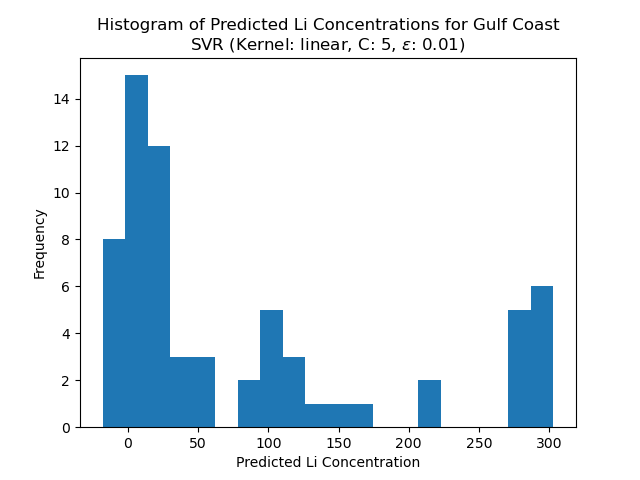 Histogram of Predicted Li Concentrations for Gulf Coast
SVR (Kernel: linear, C: 5, ε: 0.01)
14
12
10
8
6
4
2
0
Frequency
0 50 100 150 200 250 300
Predicted Li Concentration